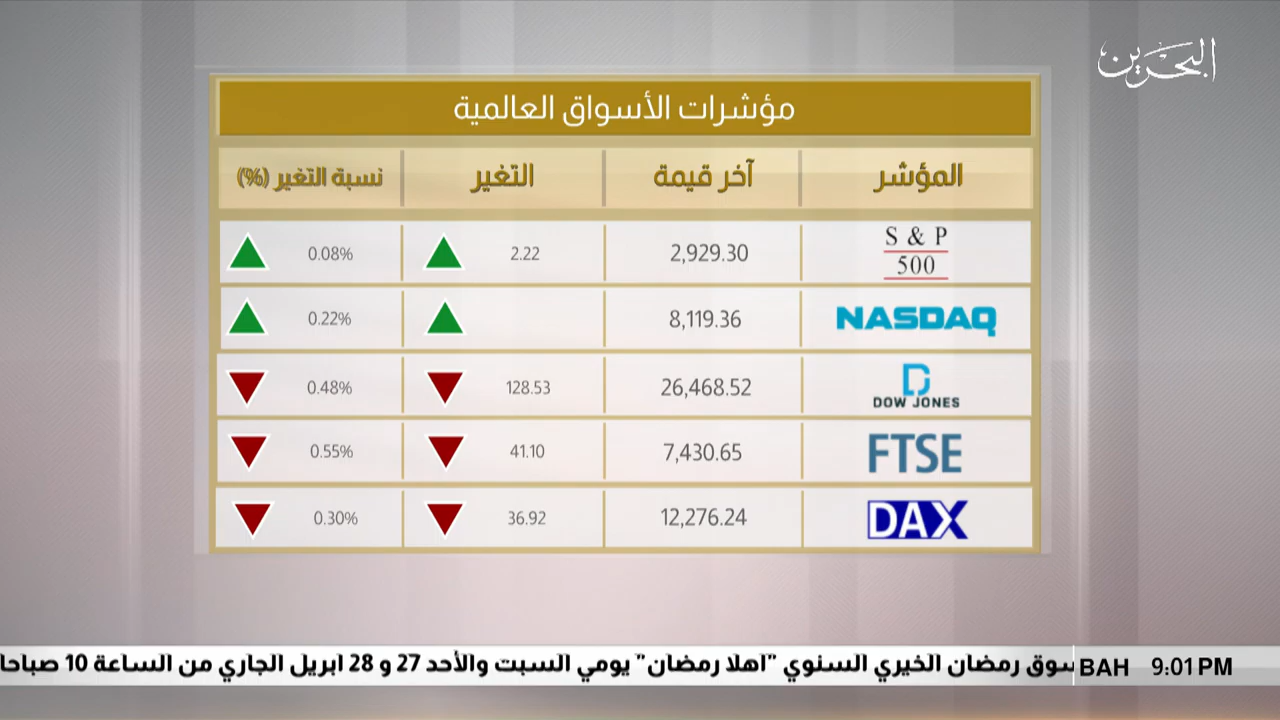 البحرين
مؤشرات الأسواق العالمية
المؤشر آخر قيمة التغير نسبة التغير (%)
S & P 500 2,929.30 2.22 0.08%
NASDAQ 8,119.36 0.22%
DOW JONES 26,468.52 128.53 0.48%
FTSE 7,430.65 41.10 0.55%
DAX 12,276.24 36.92 0.30%
سوق رمضان الخيري السنوي "اهلا رمضان" يومي السبت والأحد 27 و 28 ابريل الجاري من الساعة 10 صباحا
BAH 9:01 PM